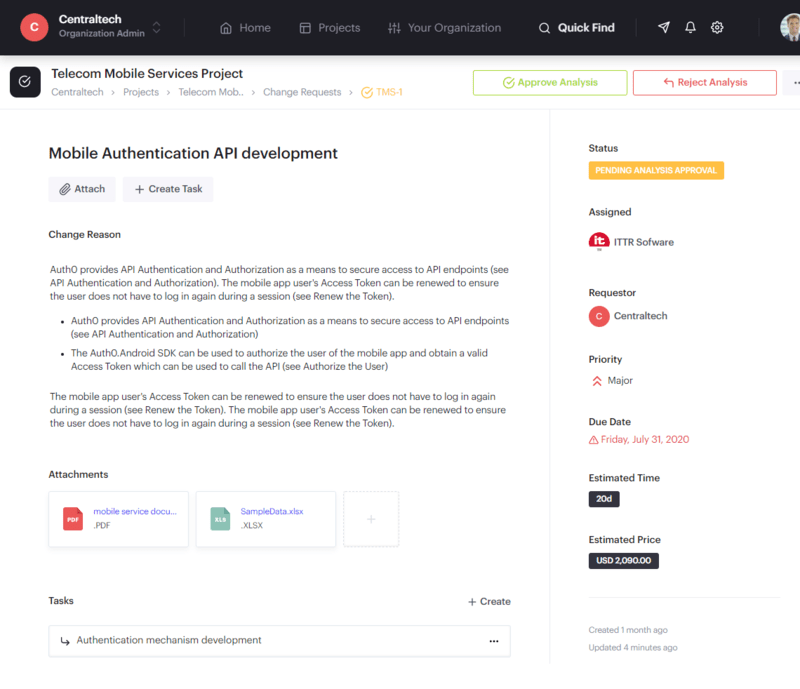 C
Centraltech
Organization Admin
Home
Projects
Your Organization
Quick Find
Telecom Mobile Services Project
Centraltech > Projects > Telecom Mob.. > Change Requests > TMS-1
Approve Analysis
Reject Analysis
Mobile Authentication API development
Attach
+ Create Task
Change Reason
Auth0 provides API Authentication and Authorization as a means to secure access to API endpoints (see
API Authentication and Authorization). The mobile app user's Access Token can be renewed to ensure
the user does not have to log in again during a session (see Renew the Token).
• Auth0 provides API Authentication and Authorization as a means to secure access to API endpoints
(see API Authentication and Authorization)
• The Auth0.Android SDK can be used to authorize the user of the mobile app and obtain a valid
Access Token which can be used to call the API (see Authorize the User)
The mobile app user's Access Token can be renewed to ensure the user does not have to log in again
during a session (see Renew the Token). The mobile app user's Access Token can be renewed to ensure
the user does not have to log in again during a session (see Renew the Token).
Attachments
PDF
mobile service docu...
.PDF
XLS
SampleData.xlsx
.XLSX
+
Tasks
+ Create
Authentication mechanism development
...
Status
PENDING ANALYSIS APPROVAL
Assigned
it
ITTR Sofware
Requestor
C
Centraltech
Priority
Major
Due Date
Friday, July 31, 2020
Estimated Time
20d
Estimated Price
USD 2,090.00
Created 1 month ago
Updated 4 minutes ago